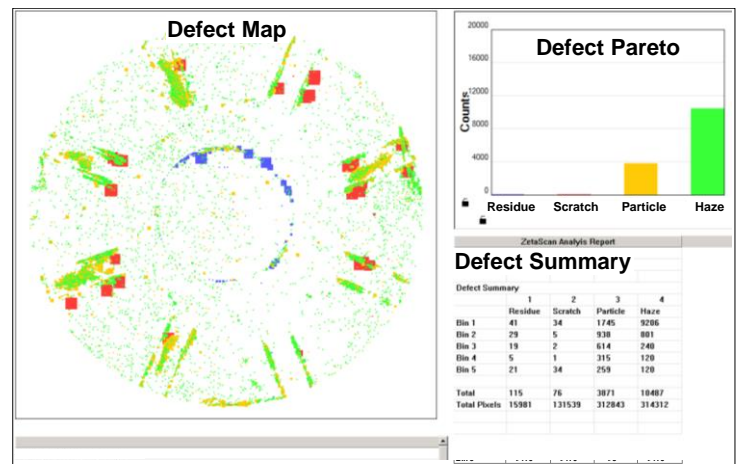 Defect Map
Defect Pareto
20000
16000
12000
8000
4000
0
Counts
Residue Scratch Particle Haze
ZetaScan Analyis Report
Defect Summary
Defect Summary
1 2 3 4
Residue Scratch Particle Haze
Bin 1 41 34 1745 9206
Bin 2 29 5 938 801
Bin 3 19 2 614 240
Bin 4 5 1 315 120
Bin 5 21 34 259 120
Total 115 76 3871 10487
Total Pixels 15981 131539 312843 314312